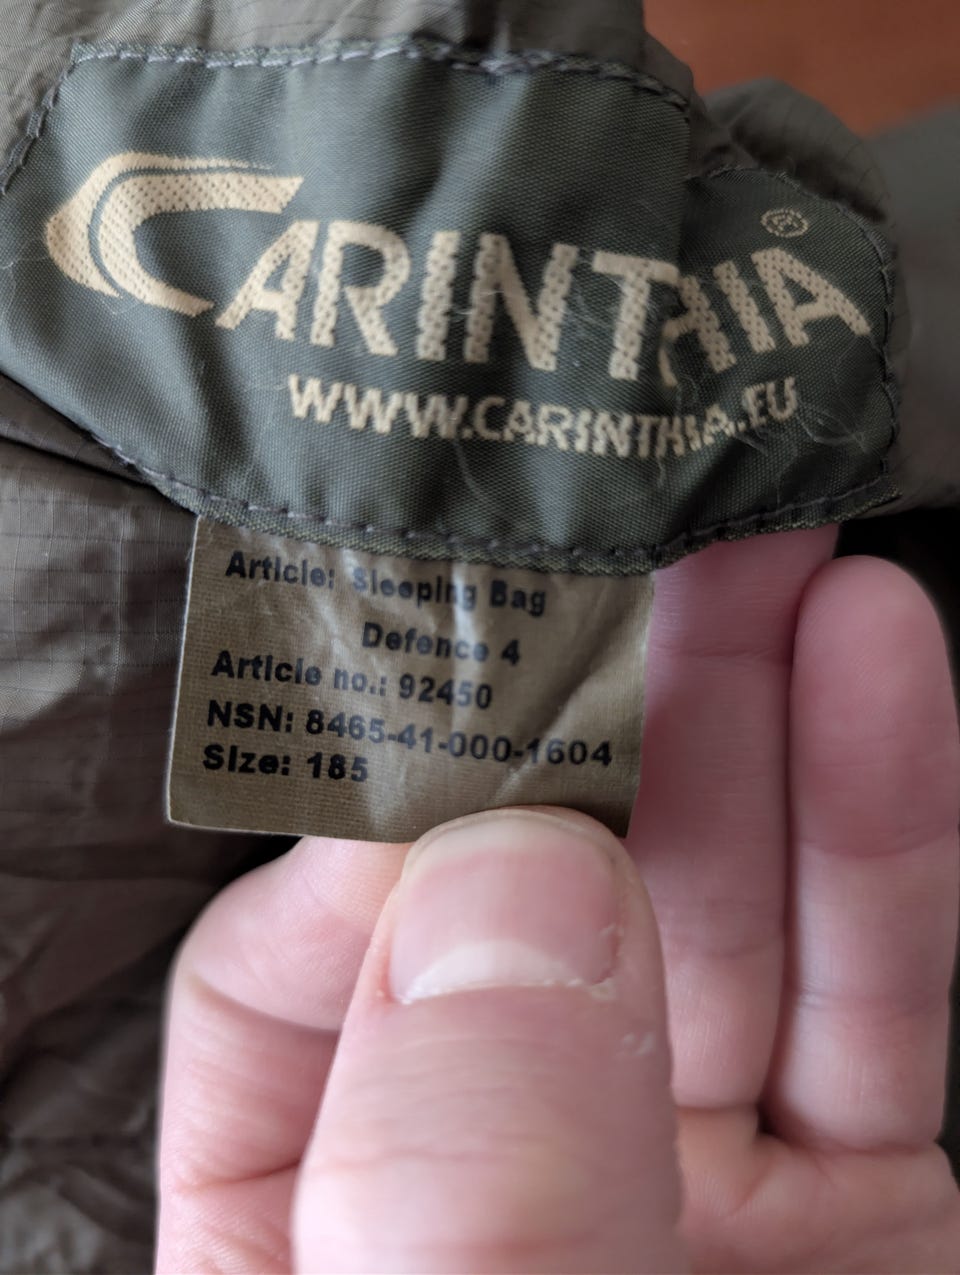 CARINTHIA®
WWW.CARINTHIA.EU
Article: Sleeping Bag
Defence 4
Article no.: 92450
NSN: 8465-41-000-1604
Size: 185